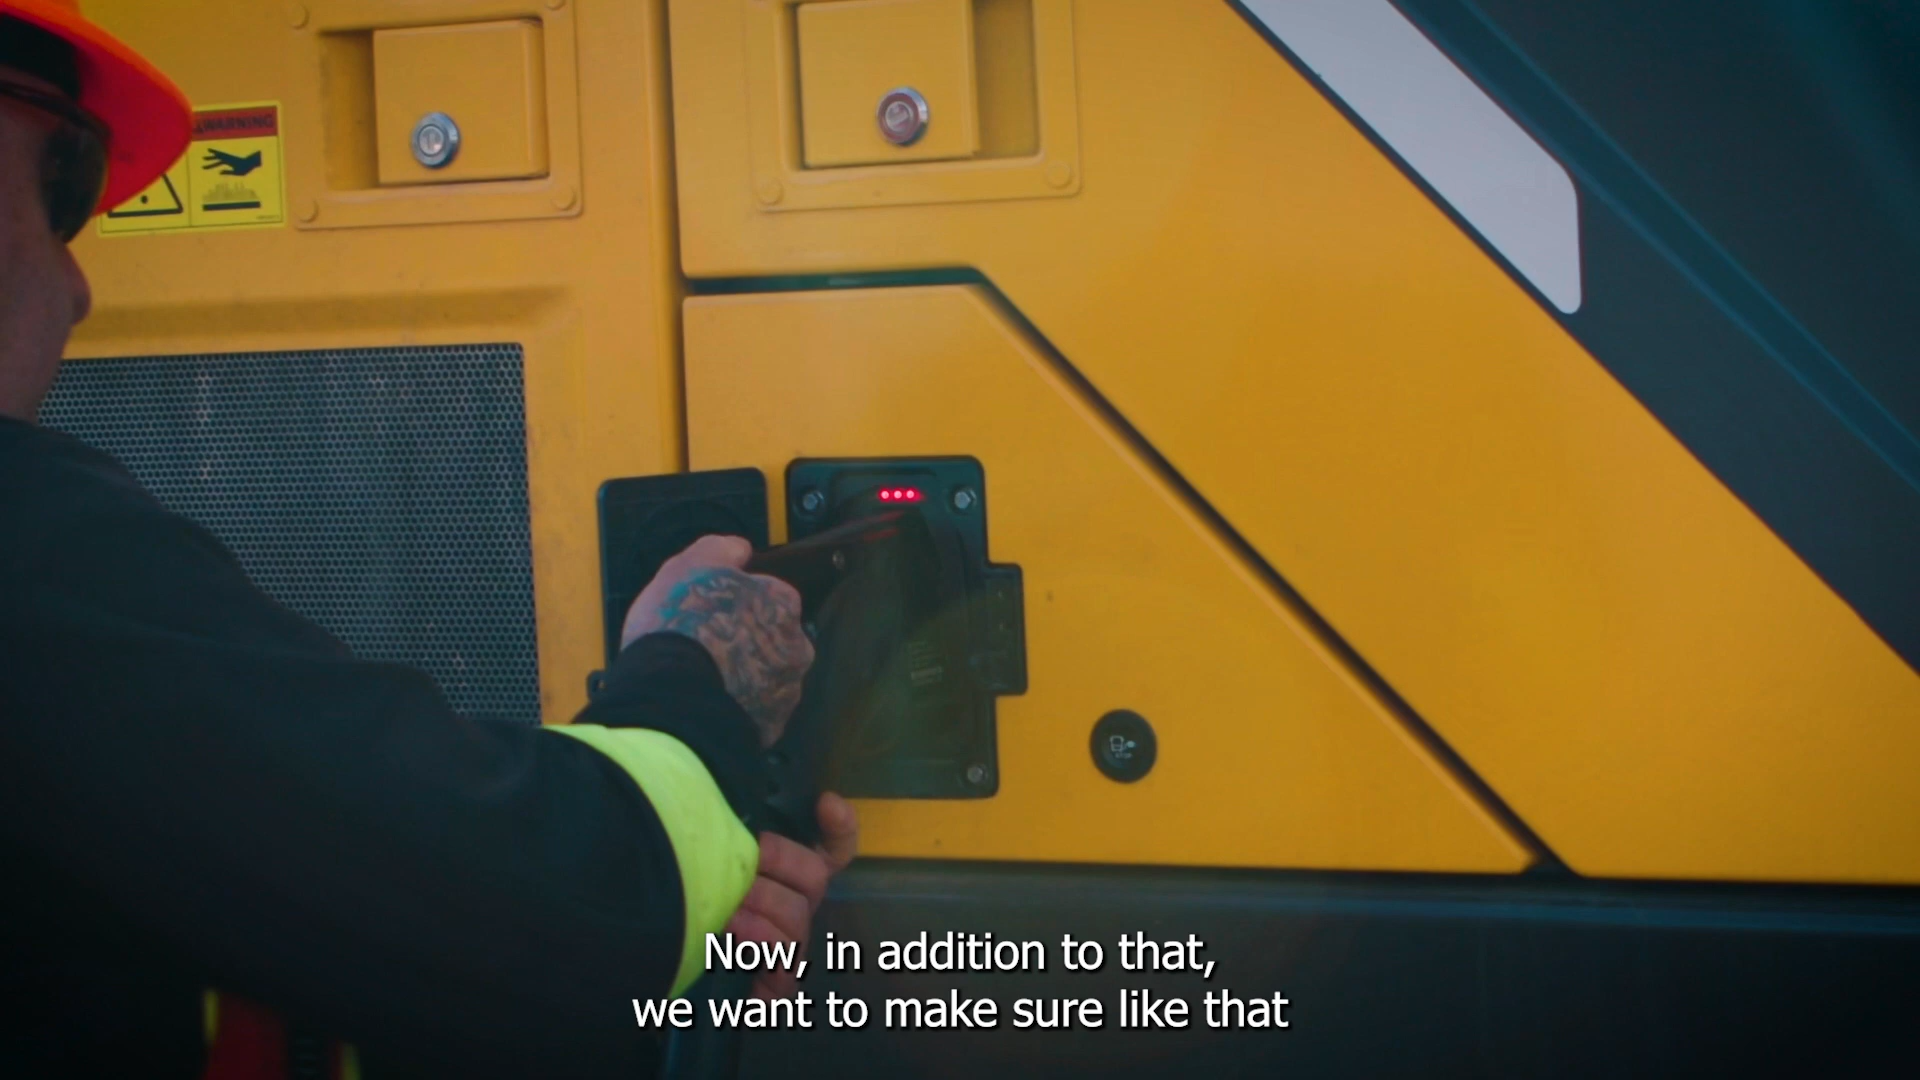 WARNING
Now, in addition to that,
we want to make sure like that